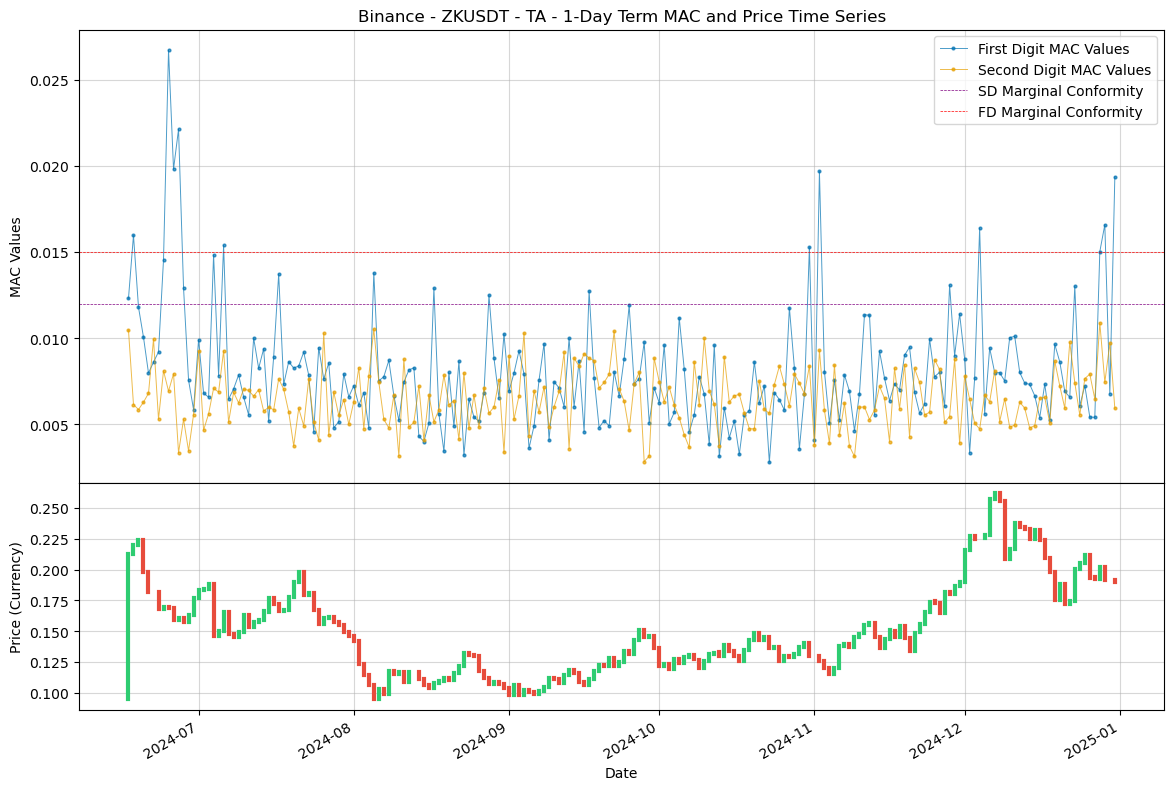 Binance - ZKUSDT - TA - 1-Day Term MAC and Price Time Series
First Digit MAC Values
Second Digit MAC Values
SD Marginal Conformity
FD Marginal Conformity
MAC Values
0.025
0.020
0.015
0.010
0.005
Price (Currency)
0.250
0.225
0.200
0.175
0.150
0.125
0.100
2024-07
2024-08
2024-09
2024-10
2024-11
2024-12
2025-01
Date